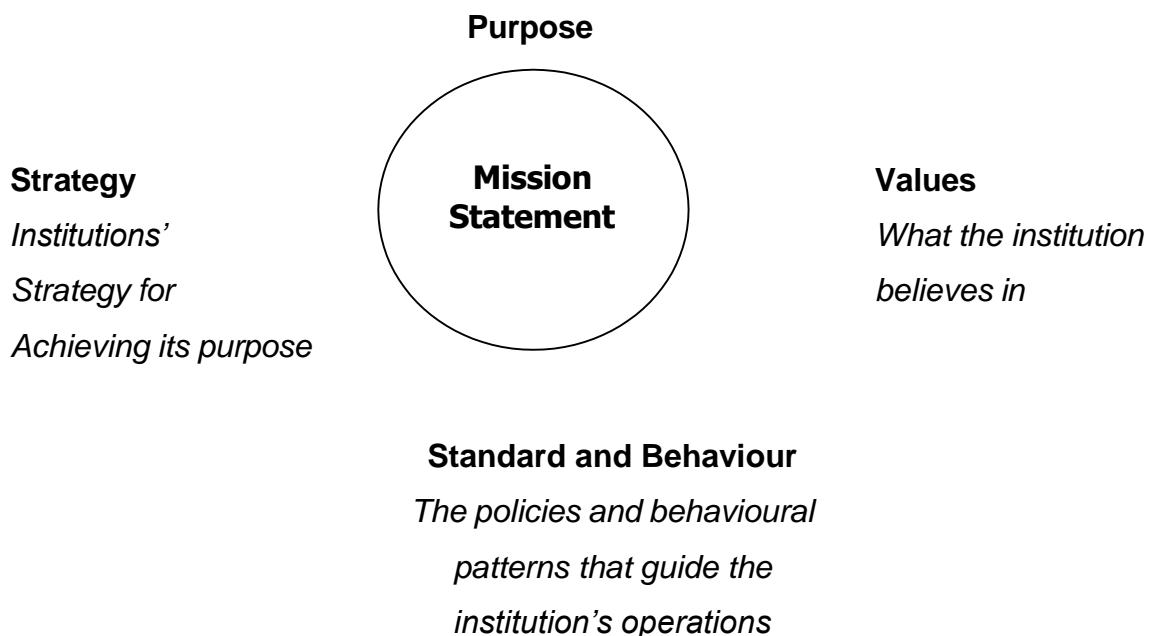 Purpose
Mission
Statement
Strategy
Institutions’
Strategy for
Achieving its purpose
Values
What the institution
believes in
Standard and Behaviour
The policies and behavioural
patterns that guide the
institution’s operations